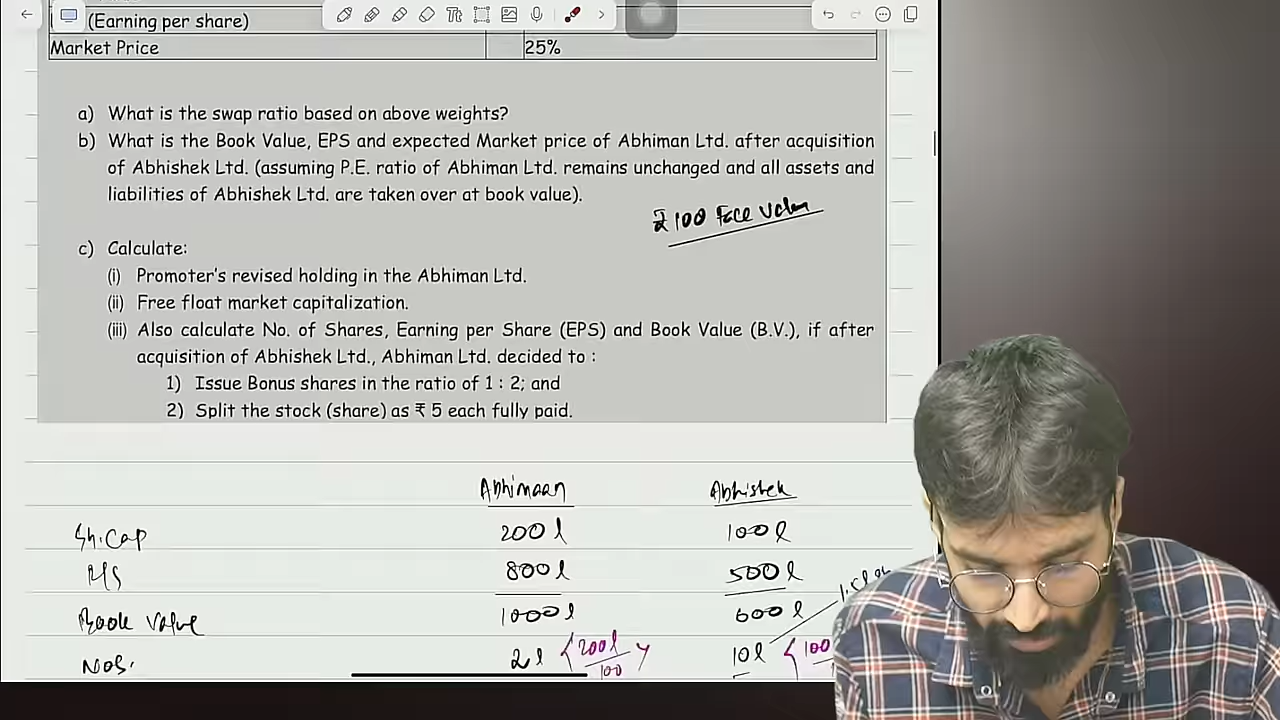 (Earning per share)
Market Price 25%
a) What is the swap ratio based on above weights?
b) What is the Book Value, EPS and expected Market price of Abhiman Ltd. after acquisition
of Abhishek Ltd. (assuming P.E. ratio of Abhiman Ltd. remains unchanged and all assets and
liabilities of Abhishek Ltd. are taken over at book value).
₹100 Face Value
c) Calculate:
(i) Promoter's revised holding in the Abhiman Ltd.
(ii) Free float market capitalization.
(iii) Also calculate No. of Shares, Earning per Share (EPS) and Book Value (B.V.), if after
acquisition of Abhishek Ltd., Abhiman Ltd. decided to :
1) Issue Bonus shares in the ratio of 1 : 2; and
2) Split the stock (share) as ₹ 5 each fully paid.
Abhimaan Abhishek
Sh. Cap 200 l 100 l
800 l 500 l
Book Value 1000 l 600 l
NOS. 2 l 200 l 10 l 100
100